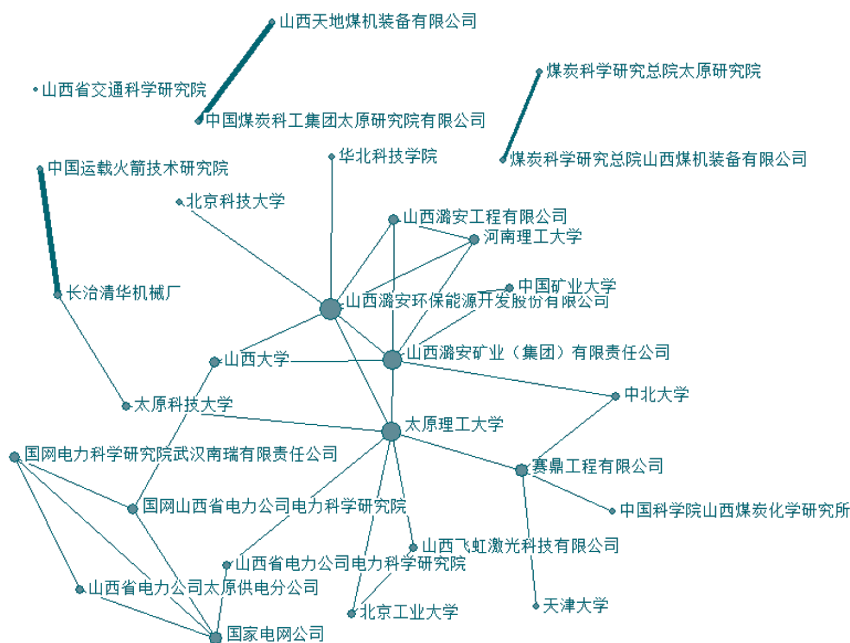 山西天地煤机装备有限公司
煤炭科学研究总院太原研究院
山西省交通科学研究院
中国煤炭科工集团太原研究院有限公司
华北科技学院
煤炭科学研究总院山西煤机装备有限公司
中国运载火箭技术研究院
北京科技大学
山西潞安工程有限公司
河南理工大学
中国矿业大学
长治清华机械厂
山西潞安环保能源开发股份有限公司
山西大学
山西潞安矿业（集团）有限责任公司
中北大学
太原科技大学
太原理工大学
国网电力科学研究院武汉南瑞有限责任公司
赛鼎工程有限公司
国网山西省电力公司电力科学研究院
中国科学院山西煤炭化学研究所
山西飞虹激光科技有限公司
山西省电力公司电力科学研究院
山西省电力公司太原供电分公司
天津大学
北京工业大学
国家电网公司